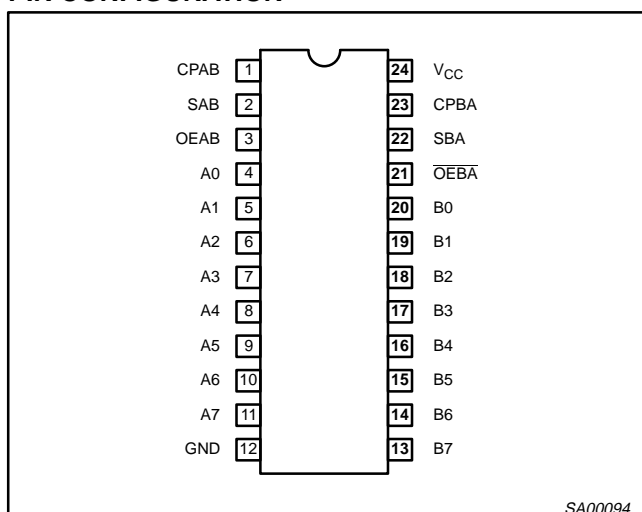 CPAB 1 24 VCC
SAB 2 23 CPBA
OEAB 3 22 SBA
A0 4 21 OEBA
A1 5 20 B0
A2 6 19 B1
A3 7 18 B2
A4 8 17 B3
A5 9 16 B4
A6 10 15 B5
A7 11 14 B6
GND 12 13 B7
SA00094